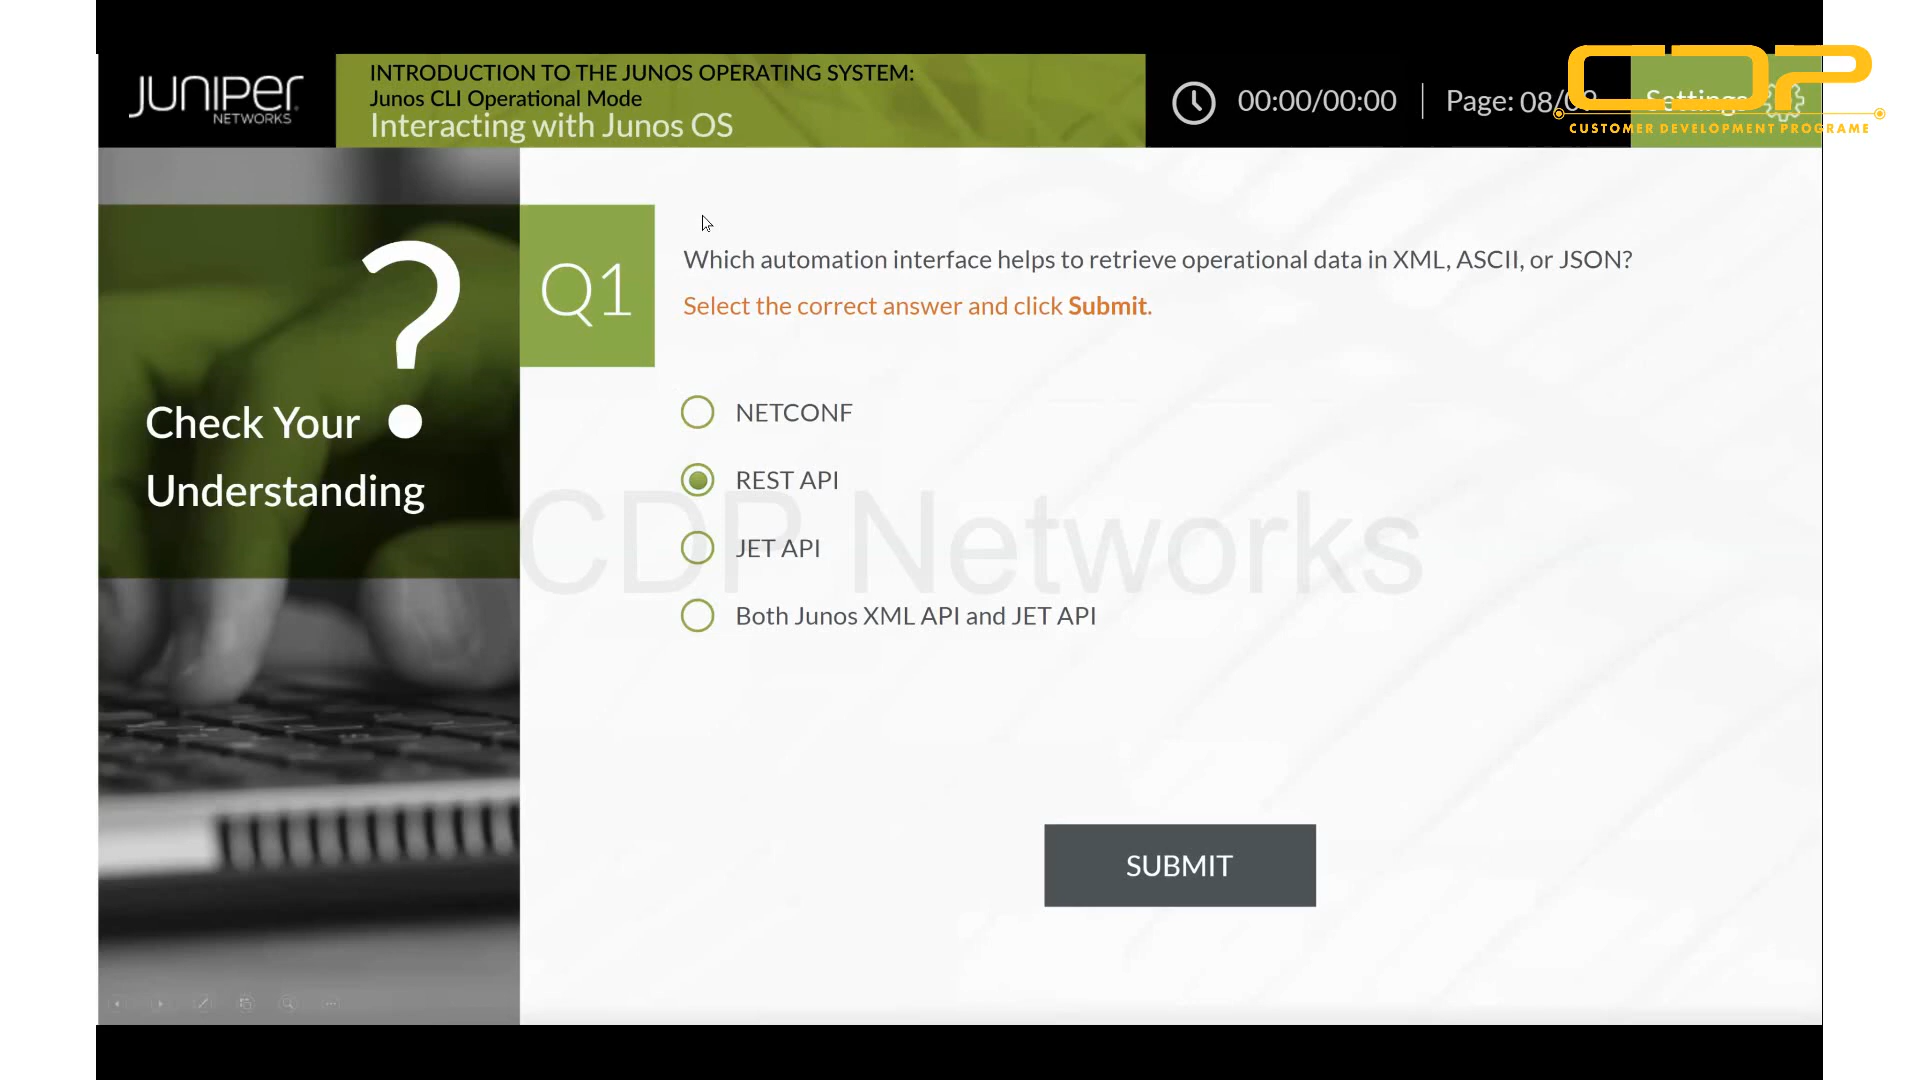 JUNIPER
NETWORKS
INTRODUCTION TO THE JUNOS OPERATING SYSTEM:
Junos CLI Operational Mode
Interacting with Junos OS
00:00/00:00
Page: 08/09
Settings
CDP
CUSTOMER DEVELOPMENT PROGRAME
?
Check Your
Understanding
Q1
Which automation interface helps to retrieve operational data in XML, ASCII, or JSON?
Select the correct answer and click Submit.
NETCONF
REST API
JET API
Both Junos XML API and JET API
CDP Networks
SUBMIT